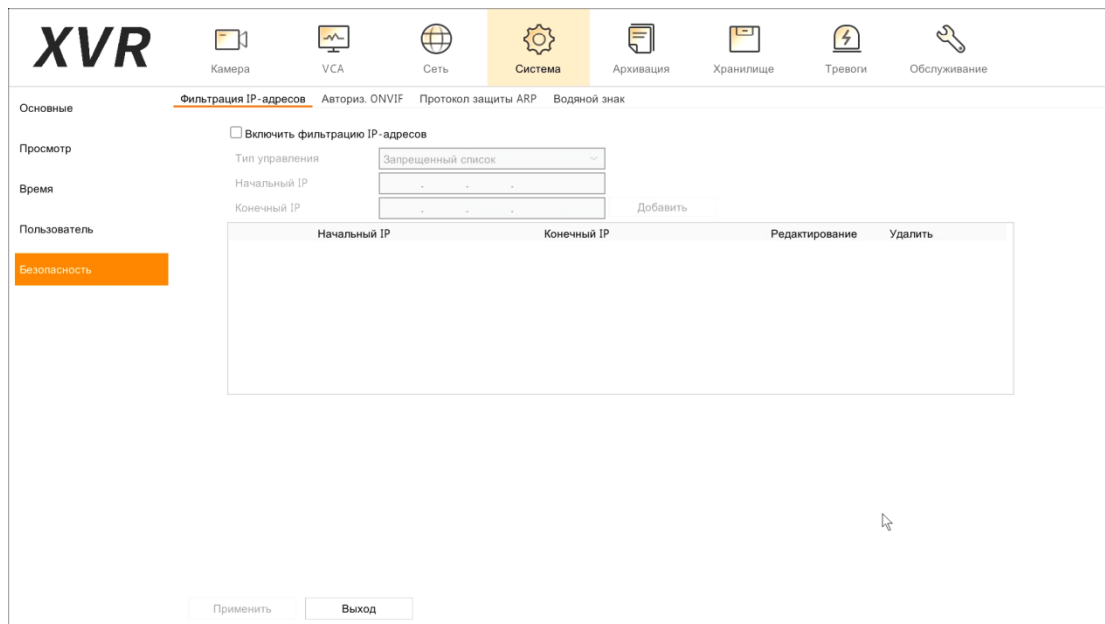 XVR
Камера VCA Сеть Система Архивация Хранилище Тревоги Обслуживание
Основные
Просмотр
Время
Пользователь
Безопасность
Фильтрация IP-адресов Авториз. ONVIF Протокол защиты ARP Водяной знак
Включить фильтрацию IP-адресов
Тип управления Запрещенный список
Начальный IP . . .
Конечный IP . . . Добавить
Начальный IP Конечный IP Редактирование Удалить
Применить Выход